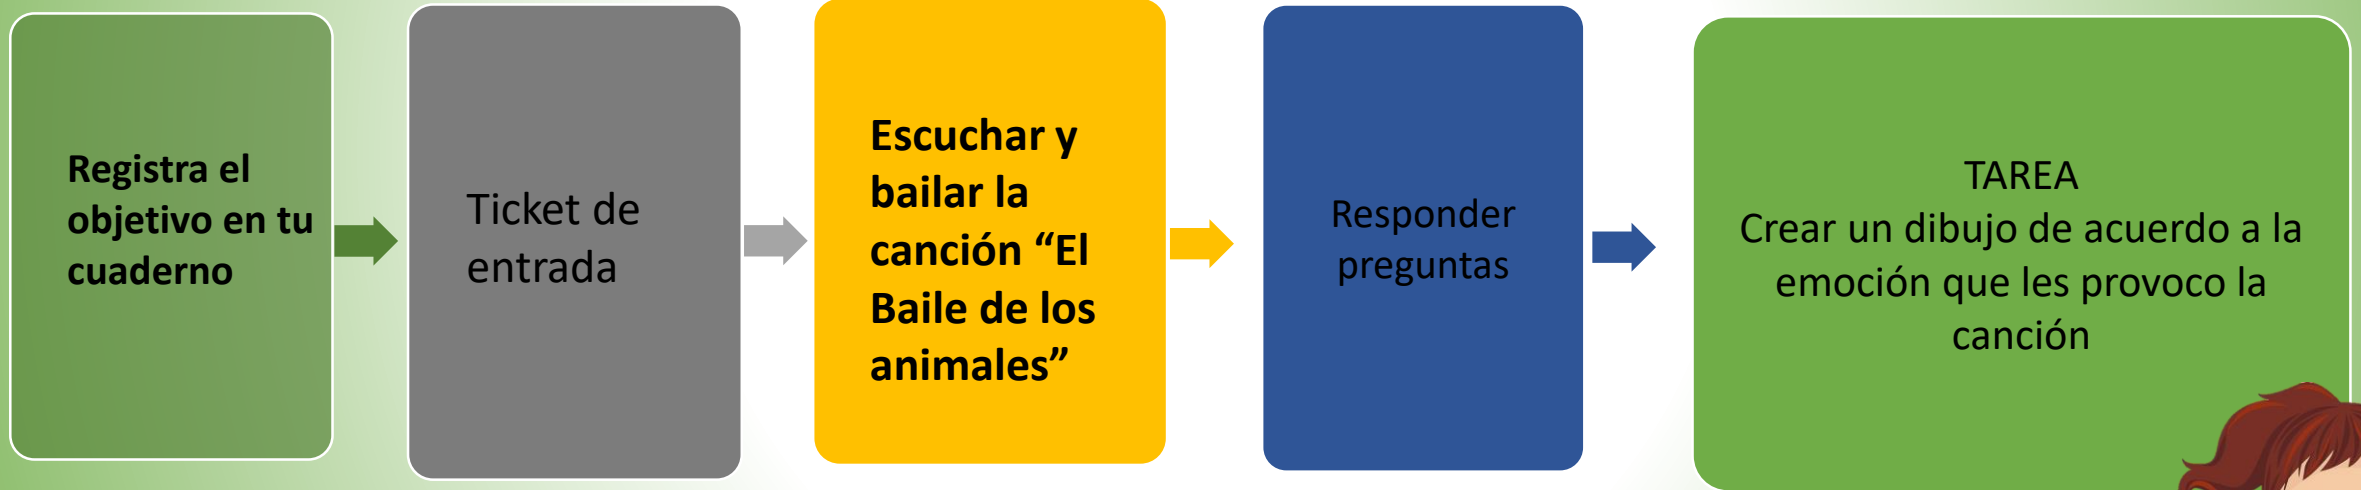 Registra el
objetivo en tu
cuaderno
Ticket de
entrada
Escuchar y
bailar la
canción “El
Baile de los
animales”
Responder
preguntas
TAREA
Crear un dibujo de acuerdo a la
emoción que les provoco la
canción